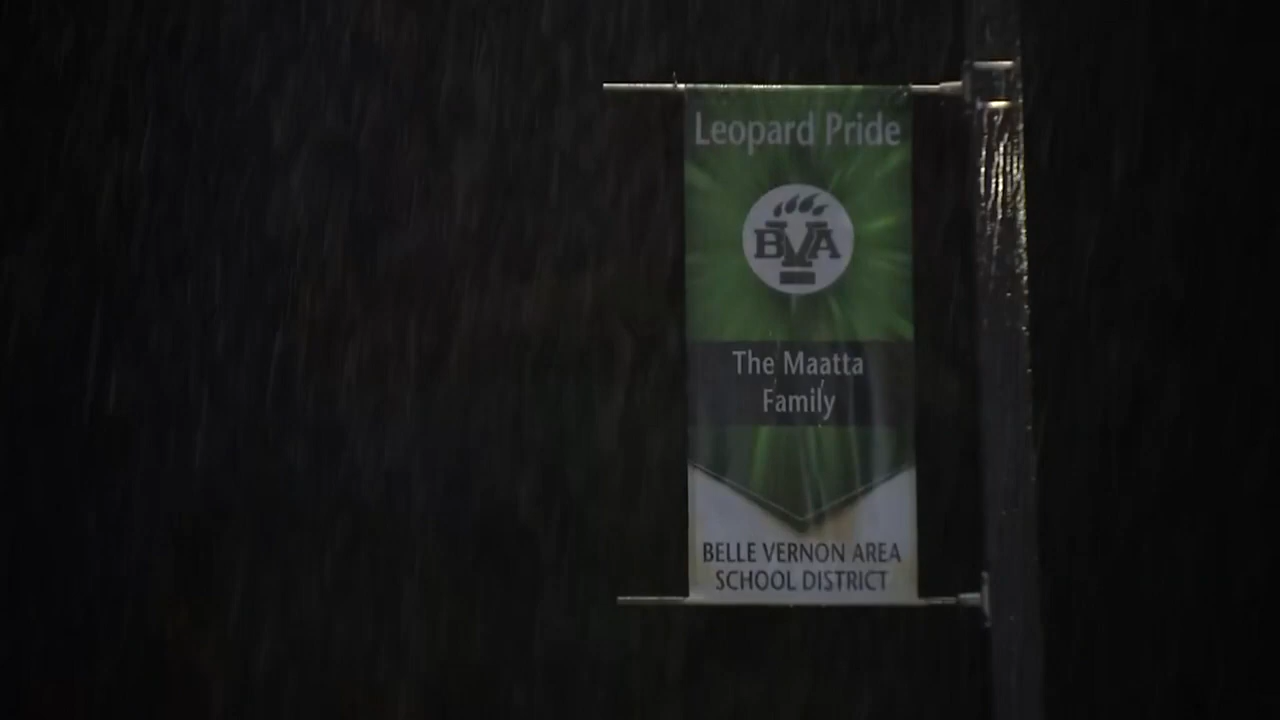 Leopard Pride
BVA
The Maatta
Family
BELLE VERNON AREA
SCHOOL DISTRICT